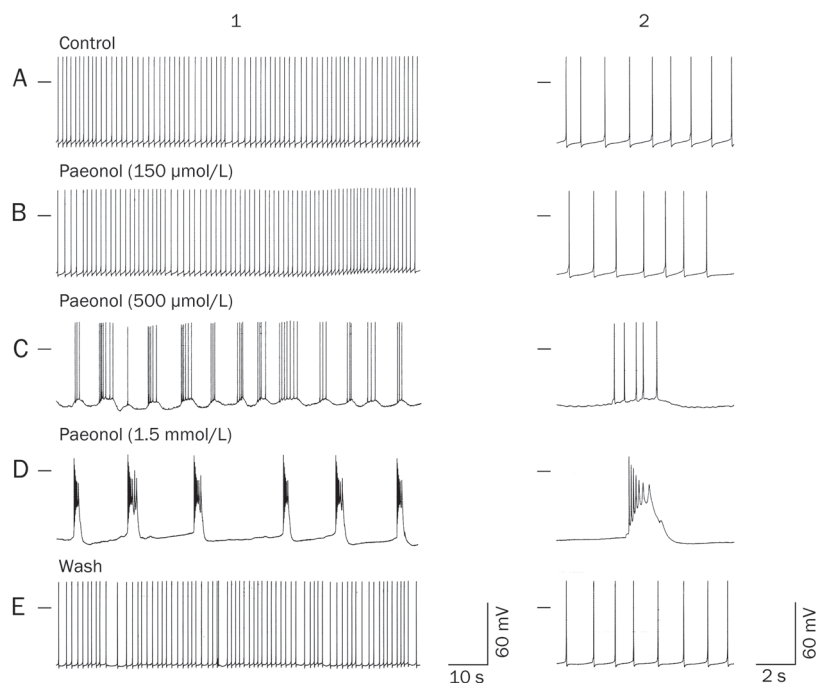 1 2
Control
A
Paeonol (150 µmol/L)
B
Paeonol (500 µmol/L)
C
Paeonol (1.5 mmol/L)
D
Wash
E
60 mV 60 mV
10 s 2 s